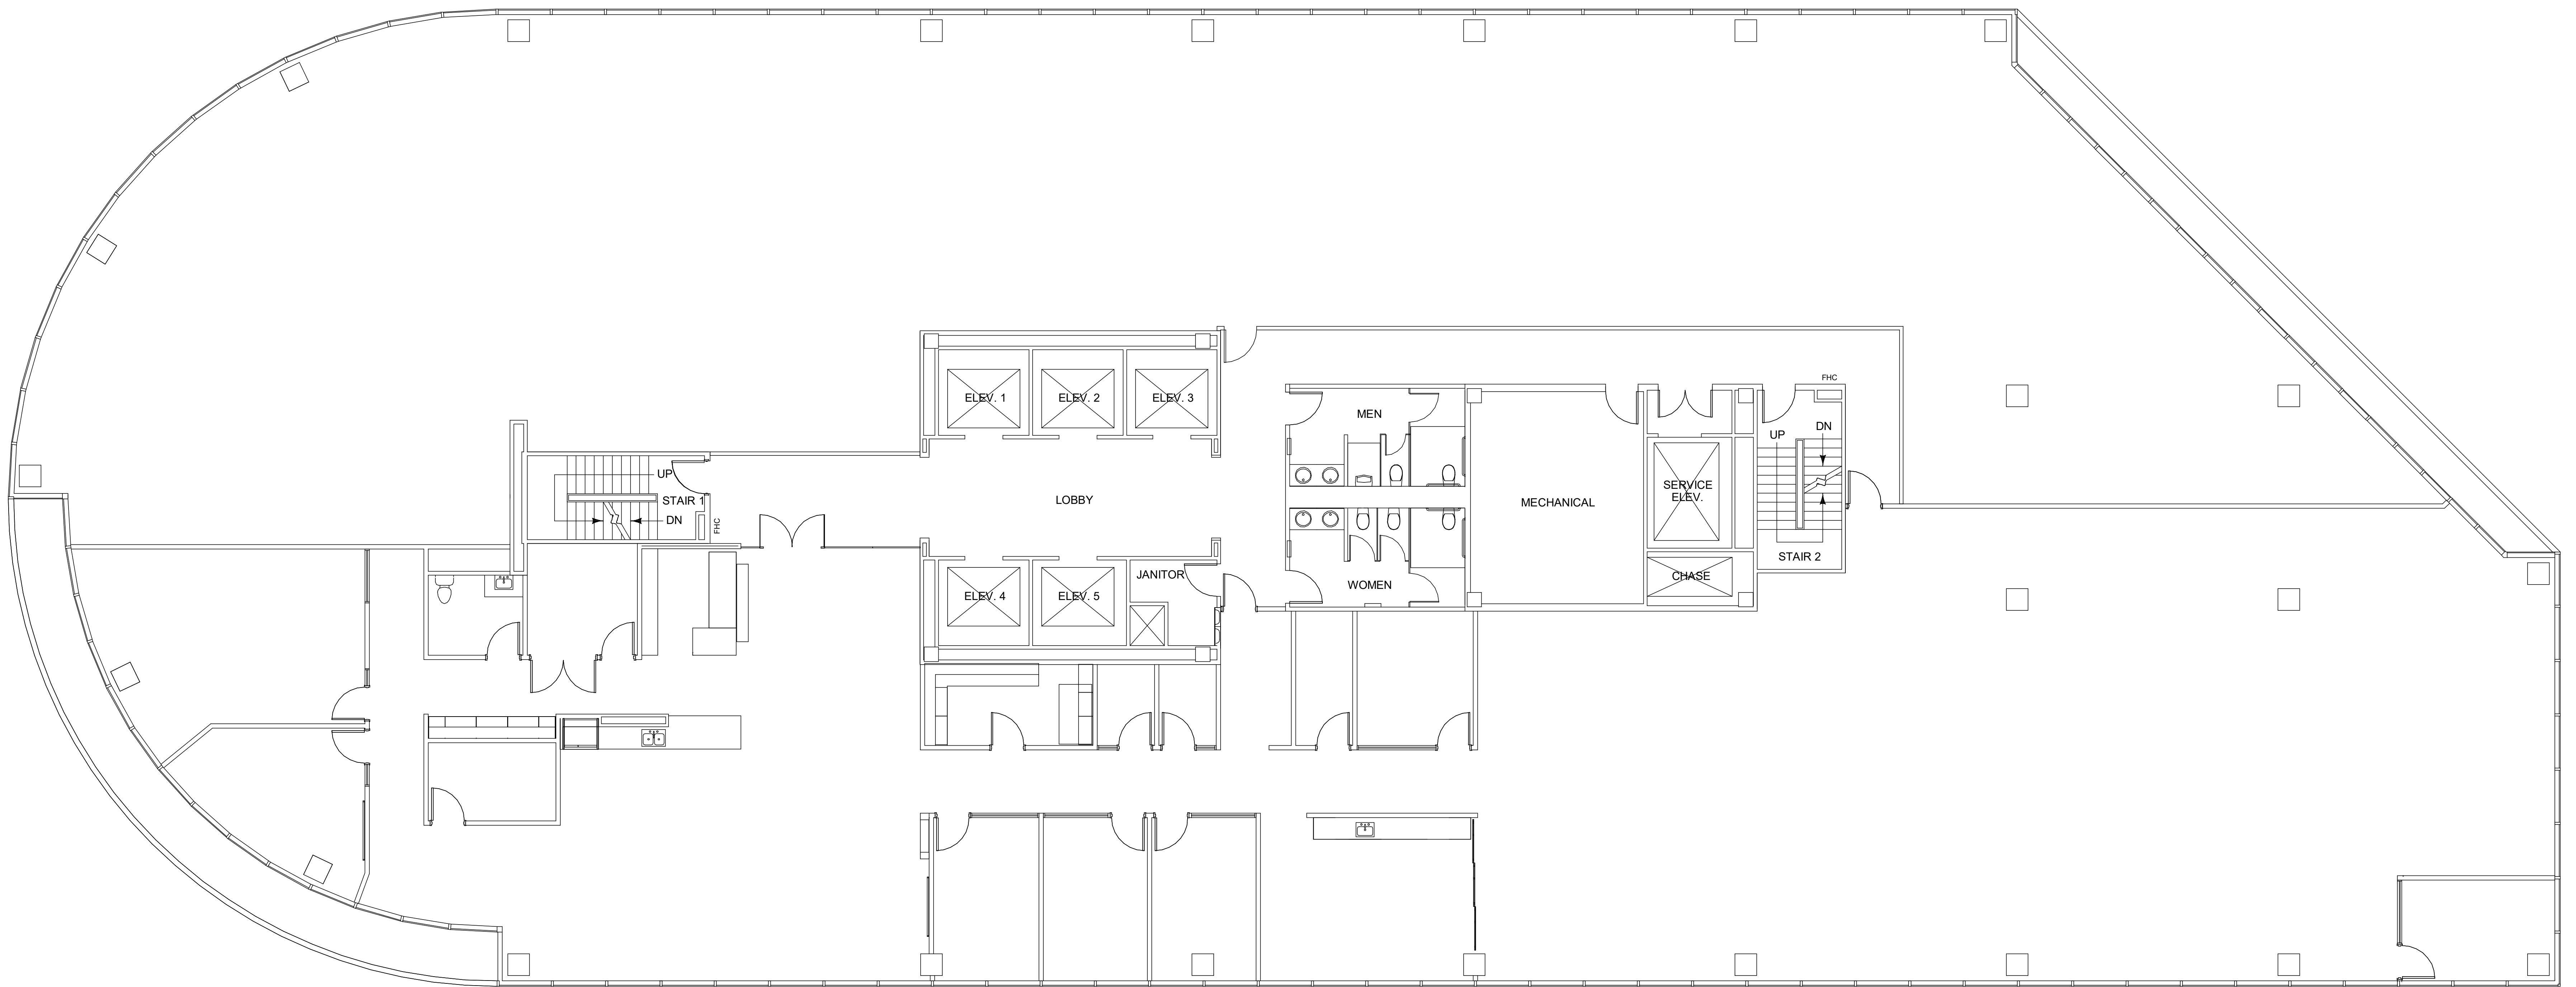 FHC
ELEV. 1
ELEV. 2
ELEV. 3
MEN
UP
DN
UP
STAIR 1
DN
FHC
LOBBY
MECHANICAL
SERVICE
ELEV.
STAIR 2
JANITOR
ELEV. 4
ELEV. 5
WOMEN
CHASE